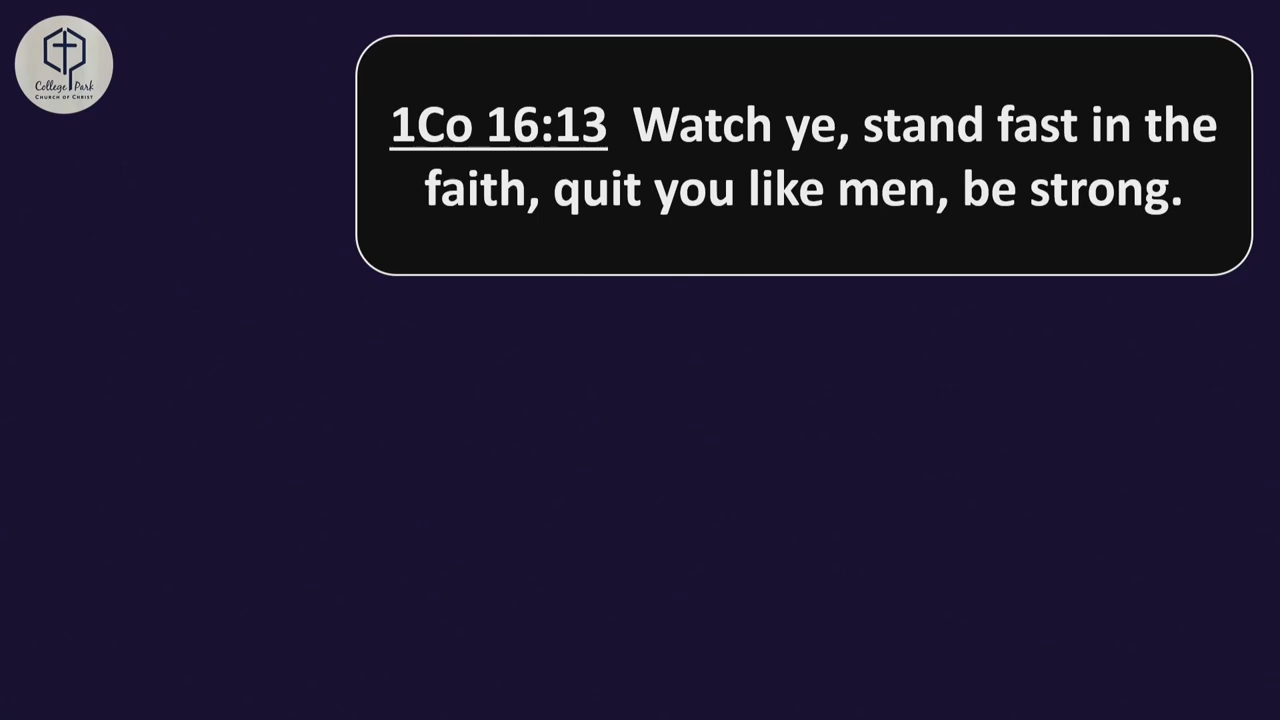 College Park
CHURCH OF CHRIST
1Co 16:13 Watch ye, stand fast in the
faith, quit you like men, be strong.